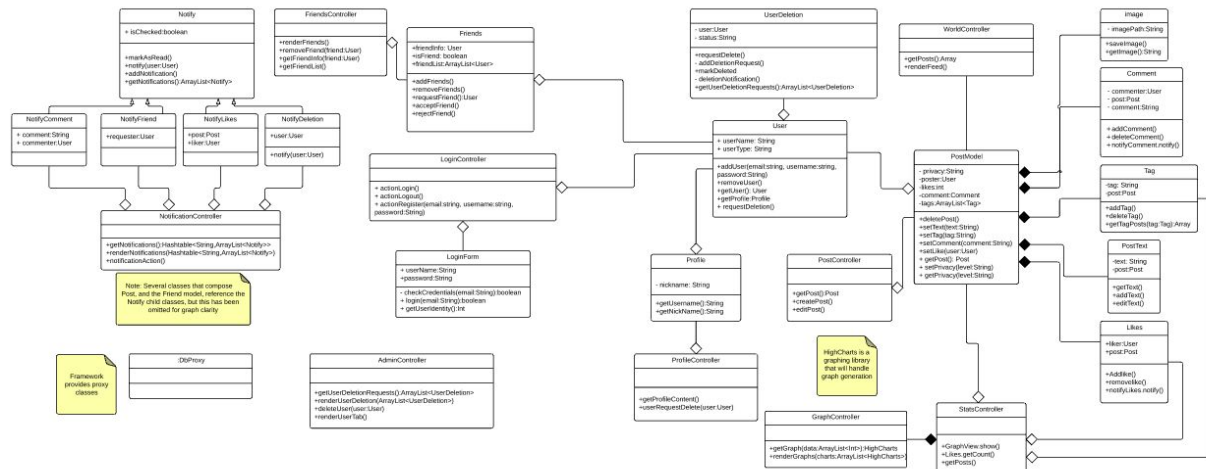 Notify
+ isChecked:boolean
+markAsRead()
+notify(user:User)
+addNotification()
+getNotifications():ArrayList<Notify>
NotifyComment
+ comment:String
+ commenter:User
NotifyFriend
+requester:User
NotifyLikes
+post:Post
+liker:User
NotifyDeletion
+user:User
+notify(user:User)
NotificationController
+getNotifications():Hashtable<String,ArrayList<Notify>>
+renderNotifications(Hashtable<String,ArrayList<Notify>)
+notificationAction()
Note: Several classes that compose
Post, and the Friend model, reference the
Notify child classes, but this has been
omitted for graph clarity
Framework
provides proxy
classes
:DbProxy
FriendsController
+renderFriends()
+removeFriend(friend:User)
+getFriendInfo(friend:User)
+getFriendList()
Friends
+friendInfo: User
+isFriend: boolean
+friendList:ArrayList<User>
+addFriends()
+removeFriends()
+requestFriend():User
+acceptFriend()
+rejectFriend()
LoginController
+ actionLogin()
+ actionLogout()
+ actionRegister(email:string, username:string,
password:String)
LoginForm
+ userName:String
+password:String
- checkCredentials(email:String):boolean
+ login(email:String):boolean
+ getUserIdentity():Int
AdminController
+getUserDeletionRequests():ArrayList<UserDeletion>
+renderUserDeletion(ArrayList<UserDeletion>)
+deleteUser(user:User)
+renderUserTab()
UserDeletion
- user:User
- status:String
+requestDelete()
- addDeletionRequest()
+markDeleted
- deletionNotification()
+getUserDeletionRequests():ArrayList<UserDeletion>
User
+ userName: String
+ userType: String
+addUser(email:string, username:string,
password:String)
+removeUser()
+getUser(): User
+getProfile:Profile
+ requestDeletion()
Profile
- nickname: String
+getUsername():String
+getNickName():String
ProfileController
+getProfileContent()
+userRequestDelete(user:User)
WorldController
+getPosts():Array
+renderFeed()
PostModel
- privacy:String
-poster:User
-likes:int
-comment:Comment
-tags:ArrayList<Tag>
+deletePost()
+setText(text:String)
+setTag(tag:String)
+setComment(comment:String)
+setLike(user:User)
+ getPost(): Post
+ setPrivacy(level:String)
+ getPrivacy(level:String)
PostController
+getPost():Post
+createPost()
+editPost()
HighCharts is a
graphing library
that will handle
graph generation
GraphController
+getGraph(data:ArrayList<Int>):HighCharts
+renderGraphs(charts:ArrayList<HighCharts>)
StatsController
+GraphView.show()
+Likes.getCount()
+getPosts()
image
- imagePath:String
+saveImage()
+getImage():String
Comment
- commenter:User
- post:Post
- comment:String
+addComment()
+deleteComment()
+notifyComment.notify()
Tag
-tag: String
-post:Post
+addTag()
+deleteTag()
+getTagPosts(tag:Tag):Array
PostText
-text: String
-post:Post
+getText()
+addText()
+editText()
Likes
+liker:User
+post:Post
+Addlike()
+removelike()
+notifyLikes.notify()